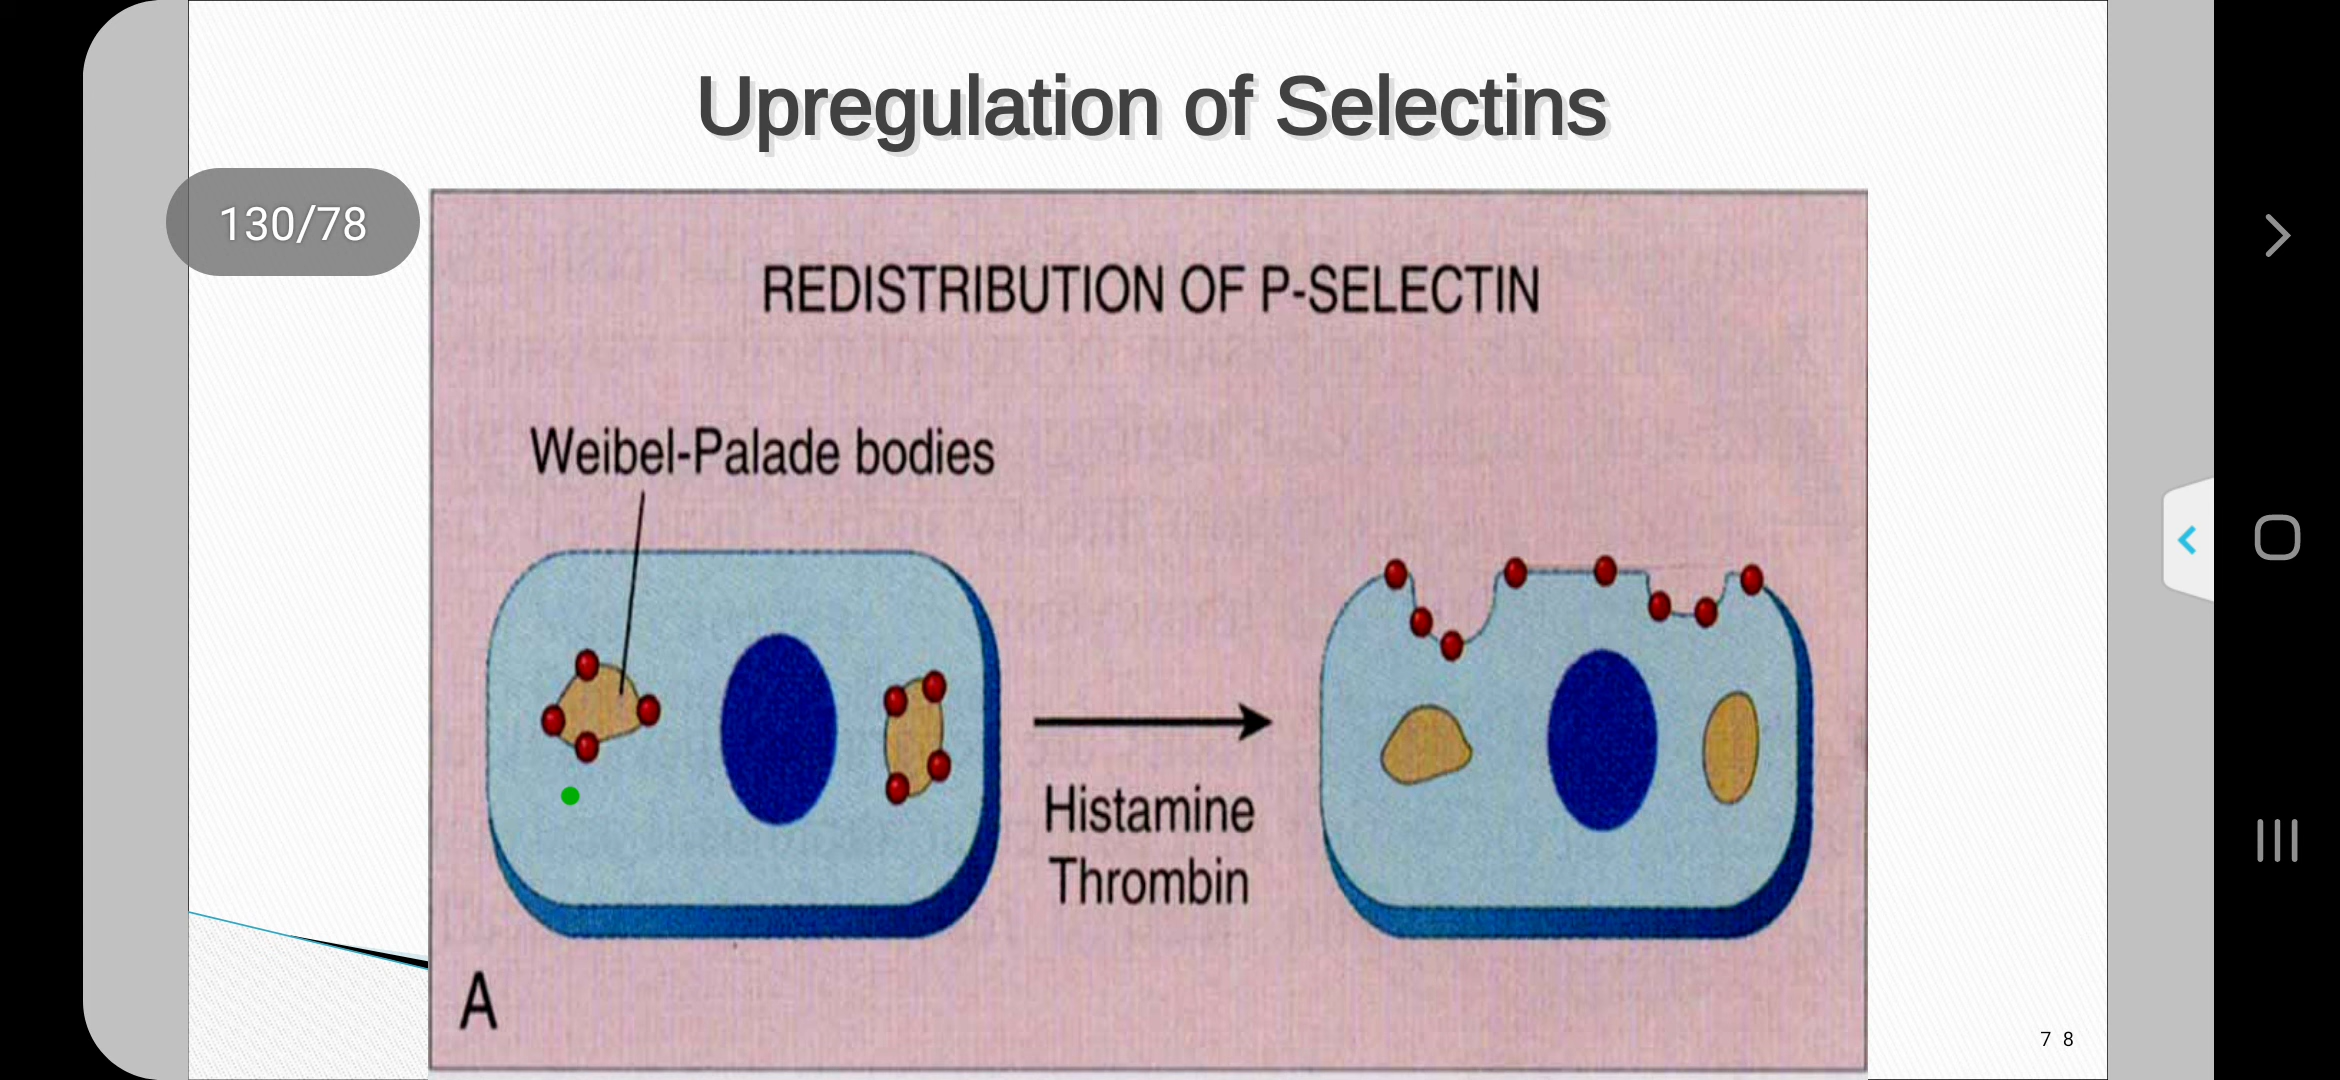 Upregulation of Selectins
130/78
REDISTRIBUTION OF P-SELECTIN
Weibel-Palade bodies
Histamine
Thrombin
A
7 8